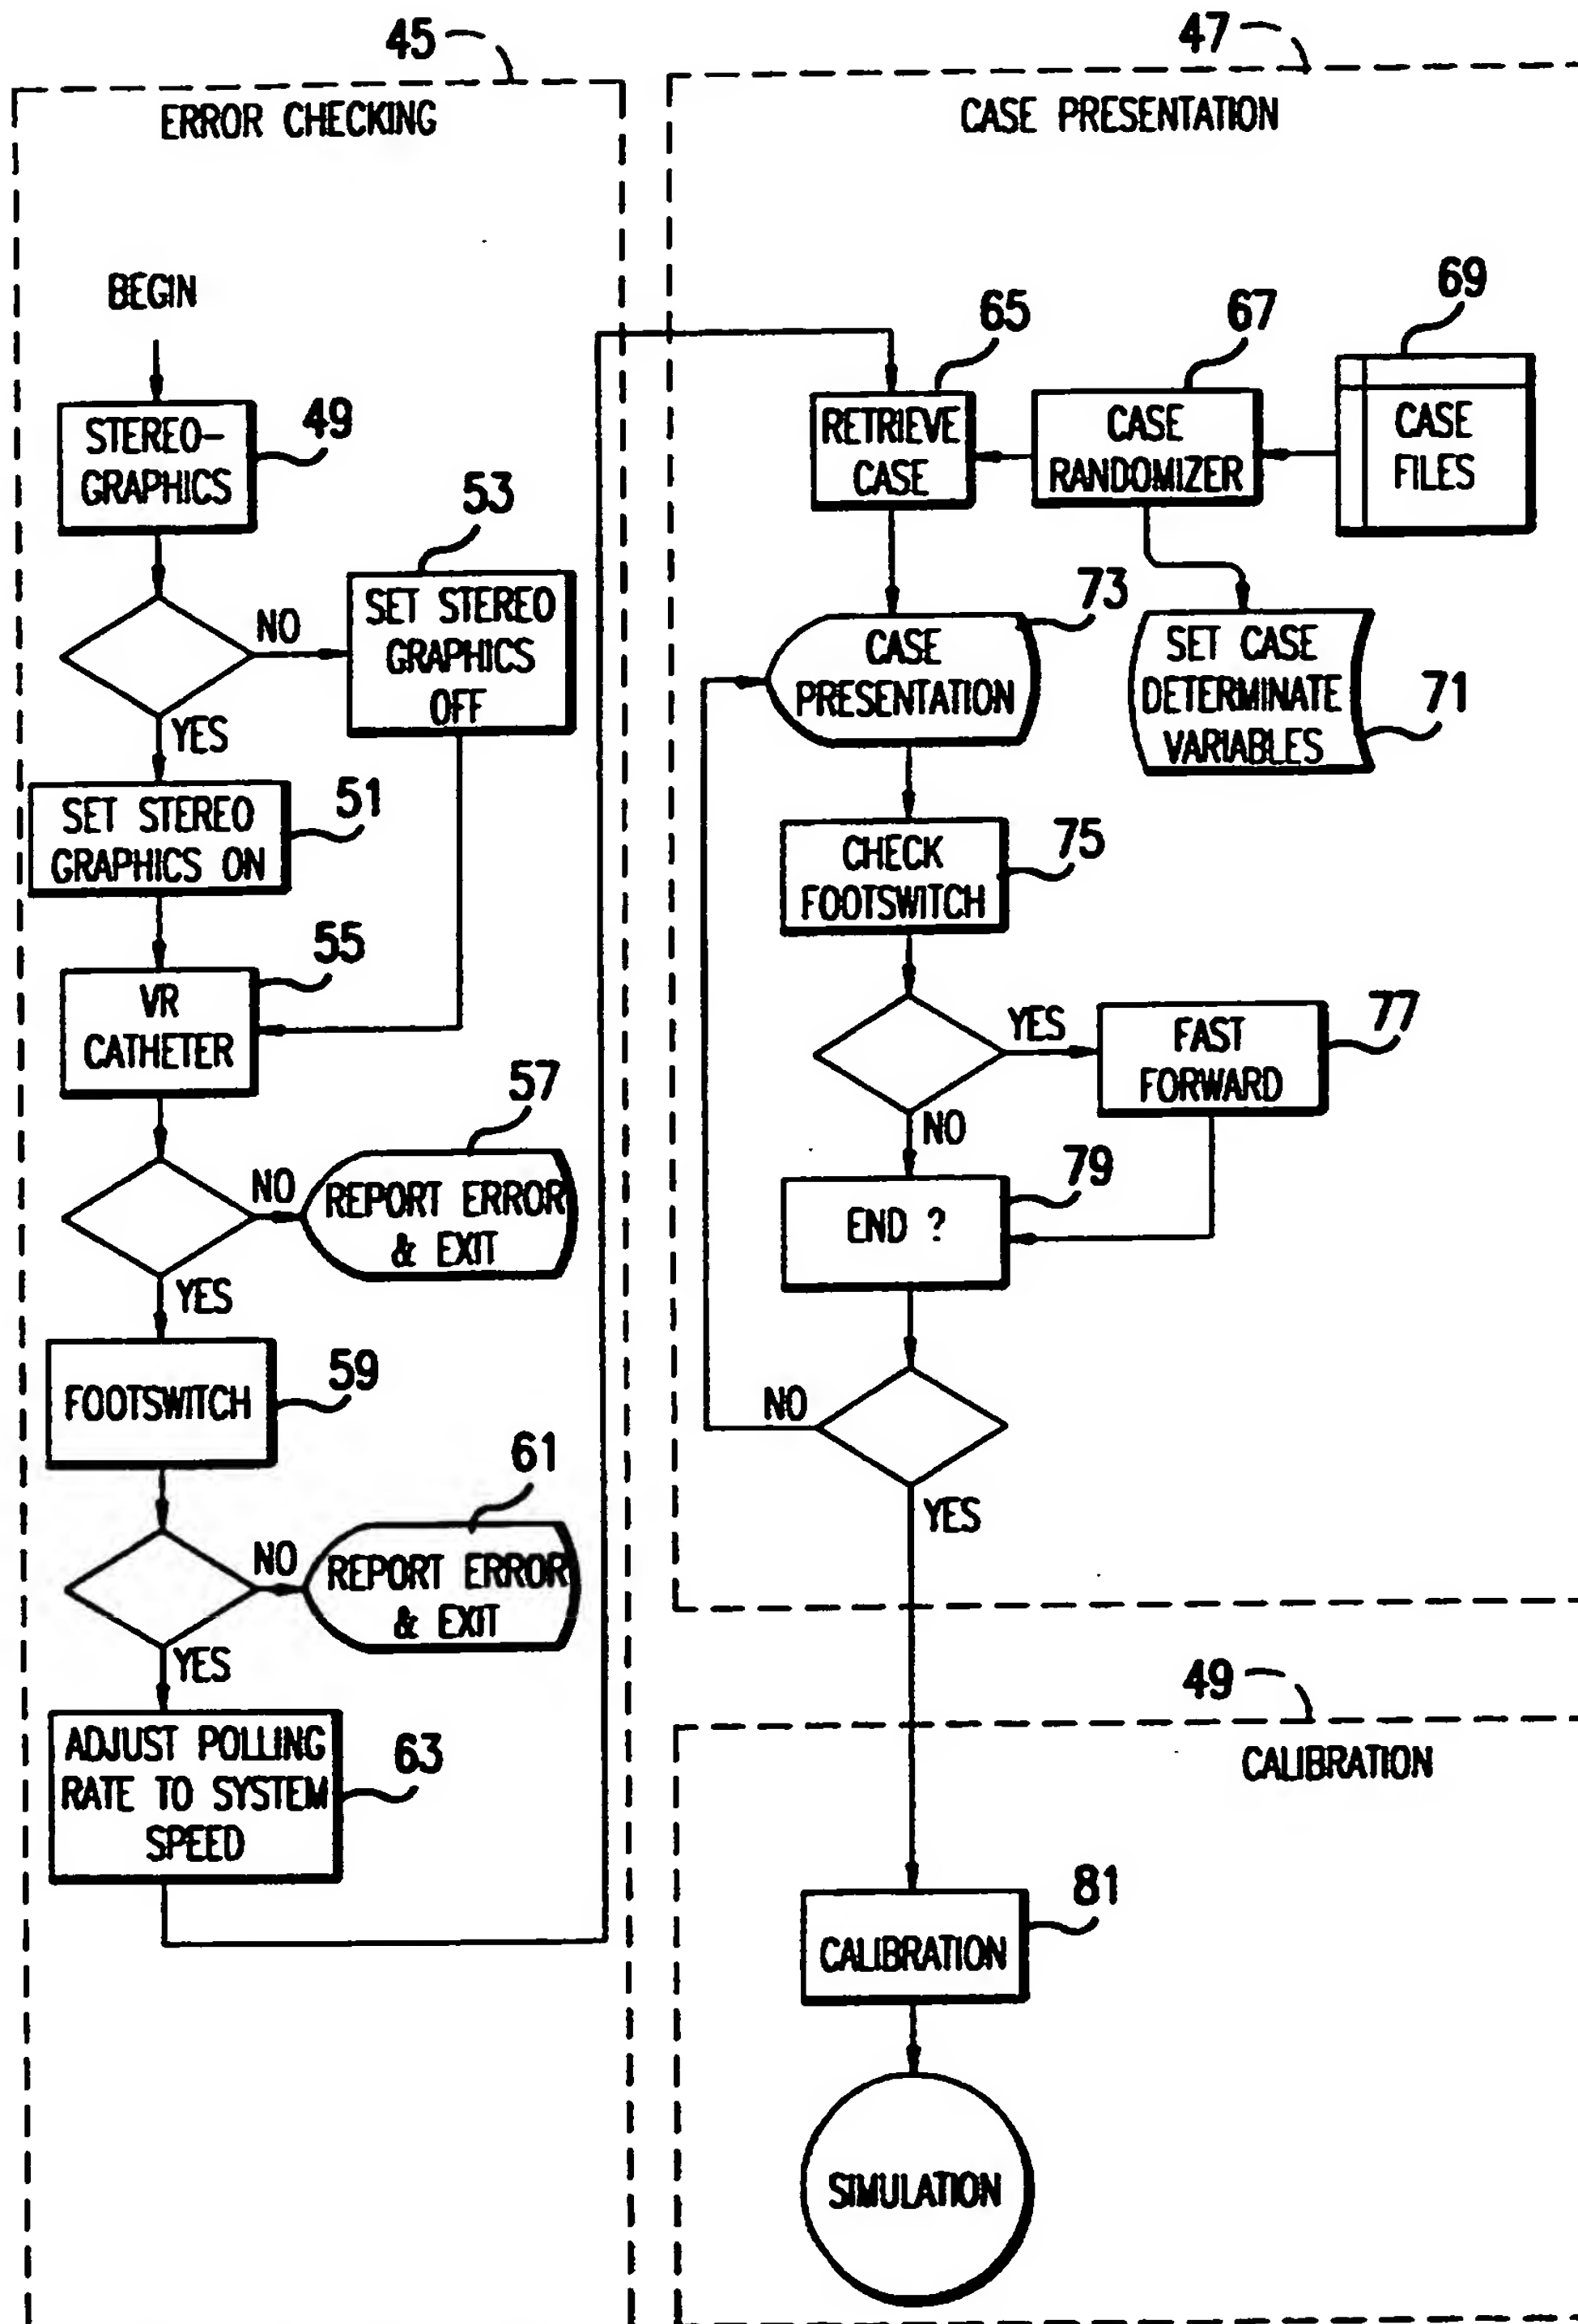 45
ERROR CHECKING
BEGIN
STEREO-
GRAPHICS
49
NO
53
SET STEREO
GRAPHICS
OFF
YES
SET STEREO
GRAPHICS ON
51
VR
CATHETER
55
NO
57
REPORT ERROR
& EXIT
YES
FOOTSWITCH
59
NO
61
REPORT ERROR
& EXIT
YES
ADJUST POLLING
RATE TO SYSTEM
SPEED
63
47
CASE PRESENTATION
65
RETRIEVE
CASE
67
CASE
RANDOMIZER
69
CASE
FILES
73
CASE
PRESENTATION
SET CASE
DETERMINATE
VARIABLES
71
CHECK
FOOTSWITCH
75
YES
FAST
FORWARD
77
NO
END ?
79
NO
YES
49
CALIBRATION
81
CALIBRATION
SIMULATION